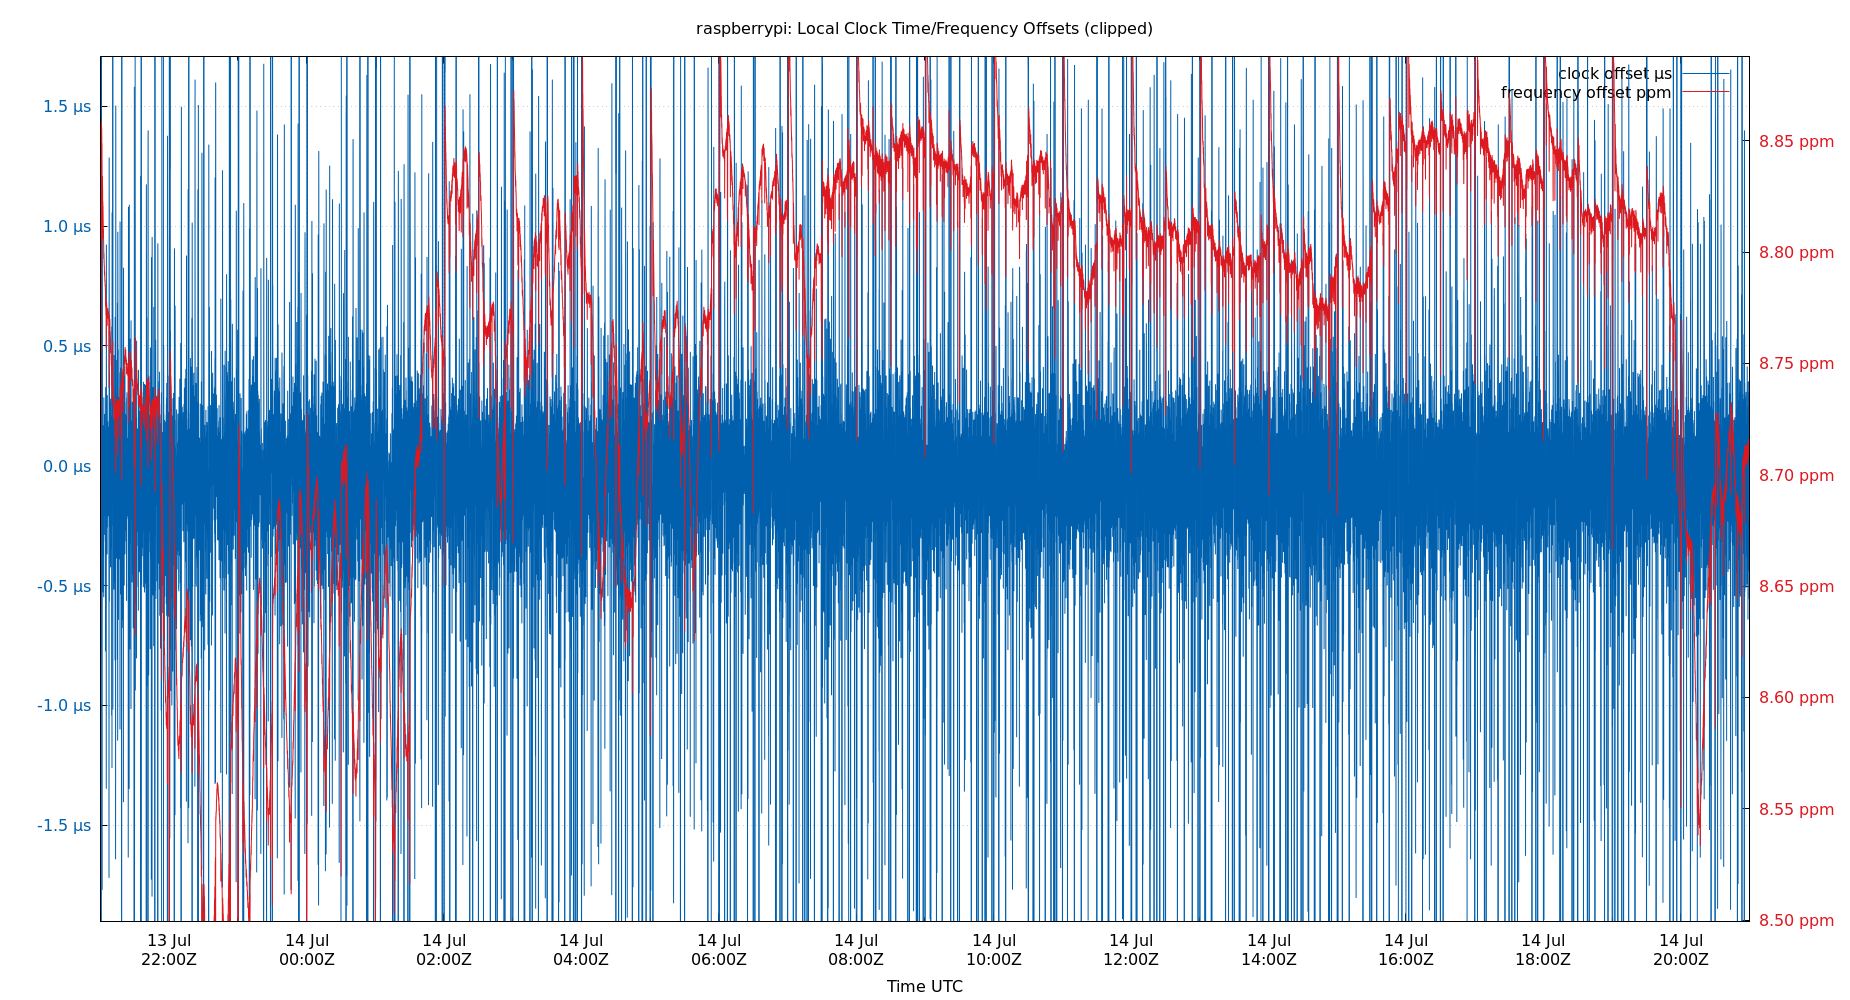 raspberrypi: Local Clock Time/Frequency Offsets (clipped)
clock offset µs
frequency offset ppm
1.5 µs
1.0 µs
0.5 µs
0.0 µs
-0.5 µs
-1.0 µs
-1.5 µs
8.85 ppm
8.80 ppm
8.75 ppm
8.70 ppm
8.65 ppm
8.60 ppm
8.55 ppm
8.50 ppm
13 Jul 14 Jul 14 Jul 14 Jul 14 Jul 14 Jul 14 Jul 14 Jul 14 Jul 14 Jul 14 Jul 14 Jul
22:00Z 00:00Z 02:00Z 04:00Z 06:00Z 08:00Z 10:00Z 12:00Z 14:00Z 16:00Z 18:00Z 20:00Z
Time UTC